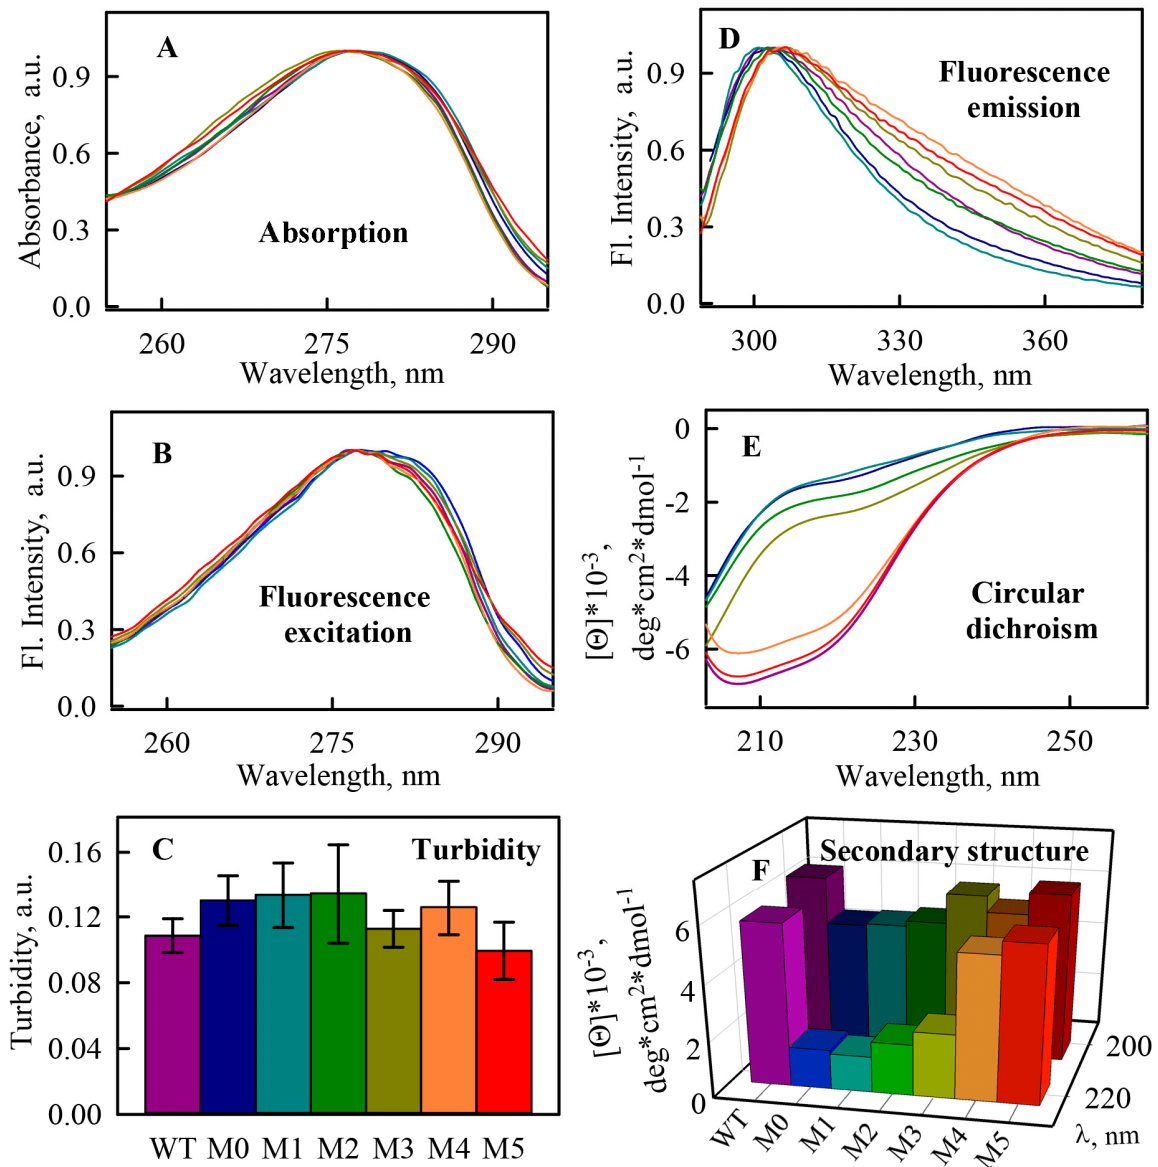 A
Absorbance, a.u.
0.9
0.6
0.3
0.0
Absorption
260 275 290
Wavelength, nm
D
Fl. Intensity, a.u.
0.9
0.6
0.3
0.0
Fluorescence
emission
300 330 360
Wavelength, nm
B
Fl. Intensity, a.u.
0.9
0.6
0.3
0.0
Fluorescence
excitation
260 275 290
Wavelength, nm
E
[Θ]*10⁻³,
deg*cm²*dmol⁻¹
0
-2
-4
-6
Circular
dichroism
210 230 250
Wavelength, nm
C
Turbidity
Turbidity, a.u.
0.16
0.12
0.08
0.04
0.00
WT M0 M1 M2 M3 M4 M5
F
Secondary structure
[Θ]*10⁻³,
deg*cm²*dmol⁻¹
6
4
2
0
WT M0 M1 M2 M3 M4 M5
200
220
λ, nm